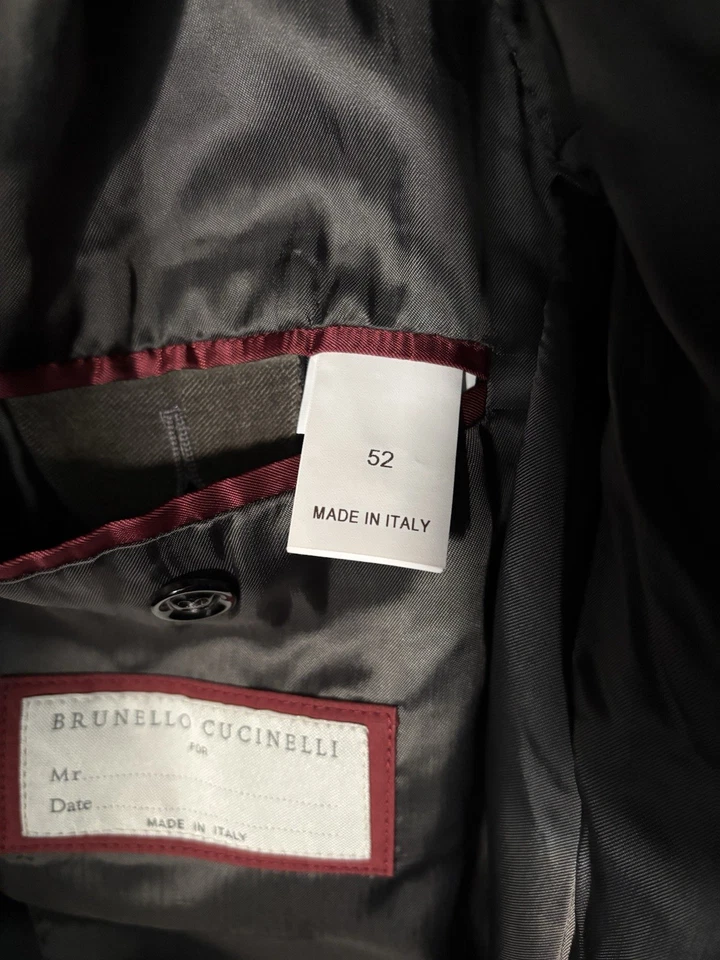 52
MADE IN ITALY
BRUNELLO CUCINELLI
FOR
Mr.
Date
MADE IN ITALY